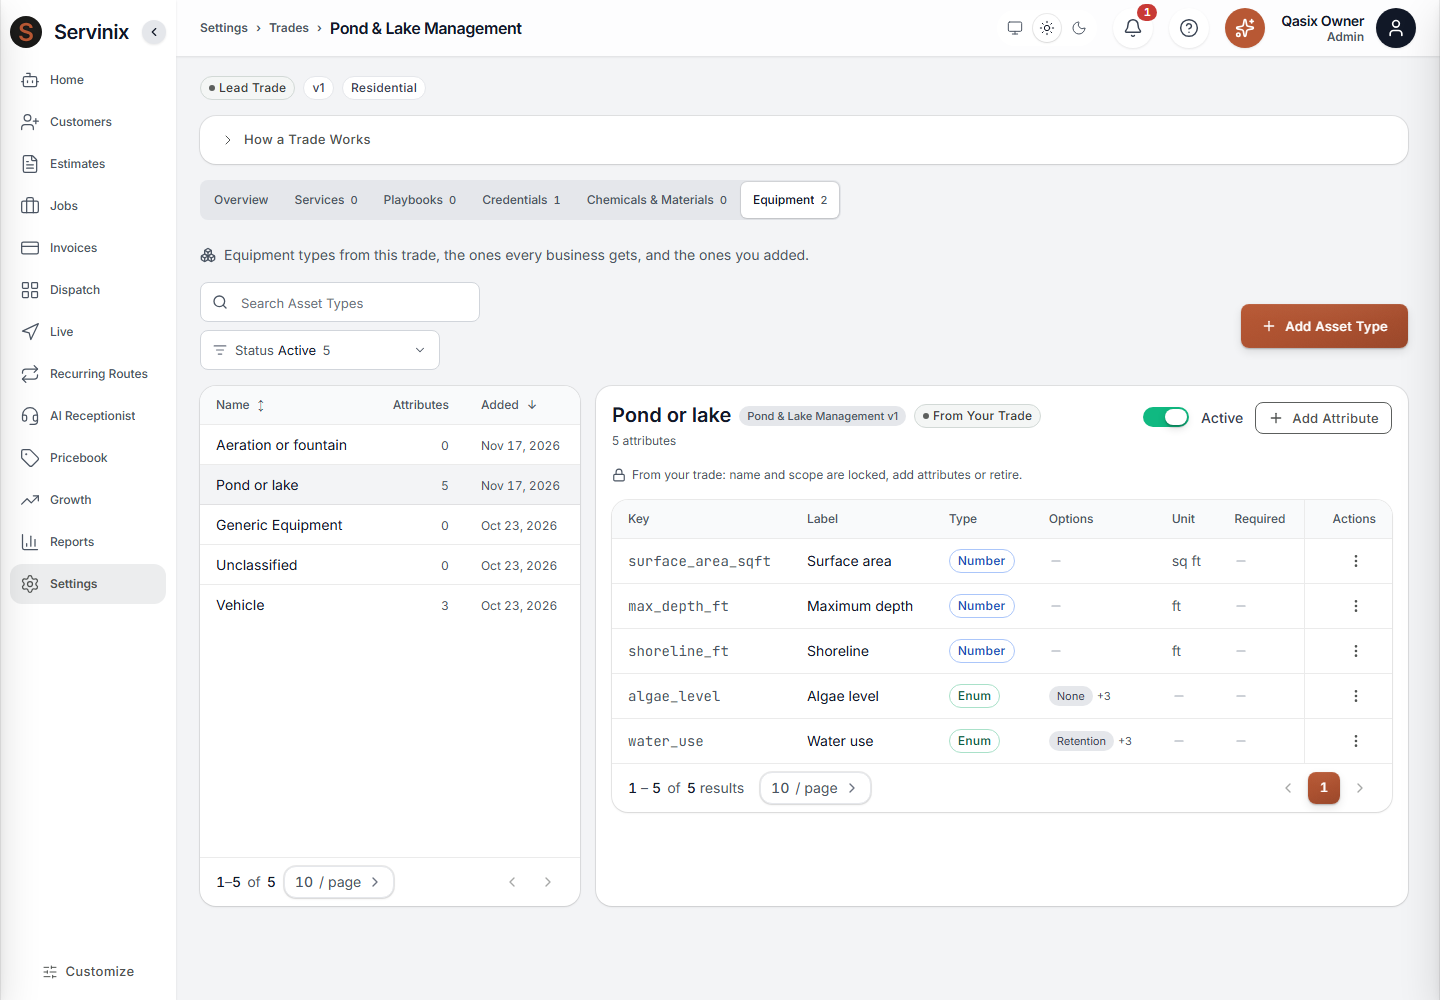 S Servinix
Home
Customers
Estimates
Jobs
Invoices
Dispatch
Live
Recurring Routes
AI Receptionist
Pricebook
Growth
Reports
Settings
Customize
Settings › Trades › Pond & Lake Management
1
Qasix Owner
Admin
Lead Trade v1 Residential
How a Trade Works
Overview Services 0 Playbooks 0 Credentials 1 Chemicals & Materials 0 Equipment 2
Equipment types from this trade, the ones every business gets, and the ones you added.
Search Asset Types
Status Active 5
+ Add Asset Type
Name Attributes Added
Aeration or fountain 0 Nov 17, 2026
Pond or lake 5 Nov 17, 2026
Generic Equipment 0 Oct 23, 2026
Unclassified 0 Oct 23, 2026
Vehicle 3 Oct 23, 2026
1–5 of 5 10 / page
Pond or lake Pond & Lake Management v1 From Your Trade Active + Add Attribute
5 attributes
From your trade: name and scope are locked, add attributes or retire.
Key Label Type Options Unit Required Actions
surface_area_sqft Surface area Number — sq ft —
max_depth_ft Maximum depth Number — ft —
shoreline_ft Shoreline Number — ft —
algae_level Algae level Enum None +3 — —
water_use Water use Enum Retention +3 — —
1 – 5 of 5 results 10 / page 1